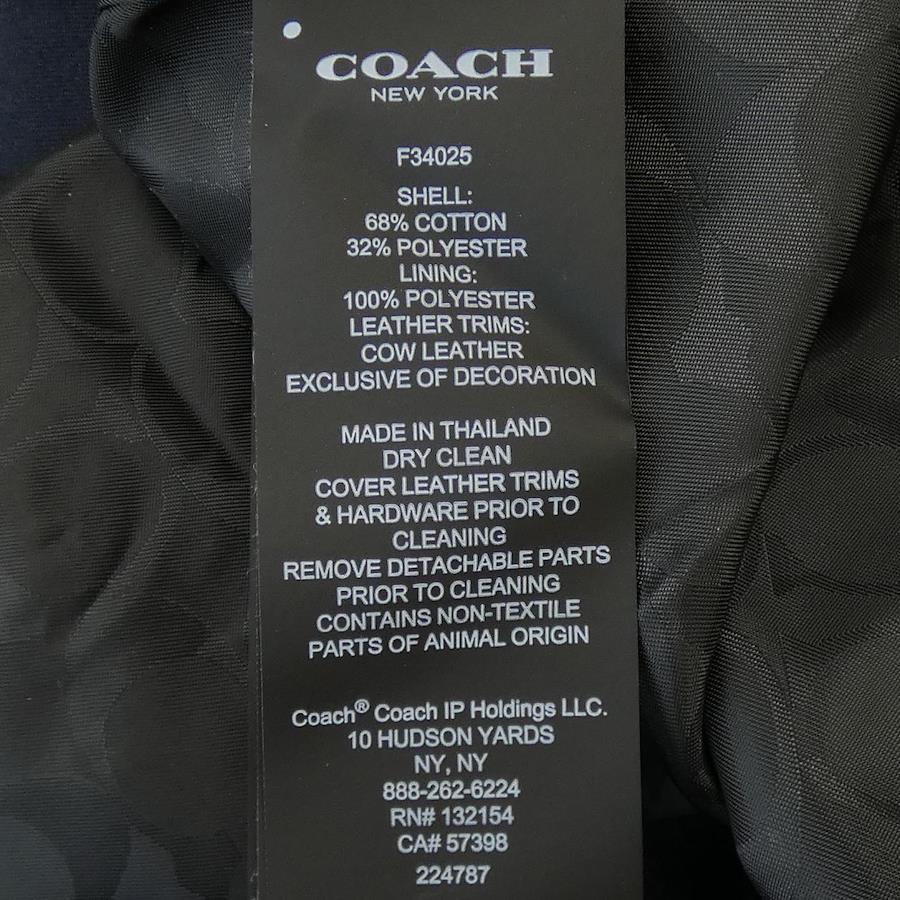 COACH
NEW YORK
F34025
SHELL:
68% COTTON
32% POLYESTER
LINING:
100% POLYESTER
LEATHER TRIMS:
COW LEATHER
EXCLUSIVE OF DECORATION
MADE IN THAILAND
DRY CLEAN
COVER LEATHER TRIMS
& HARDWARE PRIOR TO
CLEANING
REMOVE DETACHABLE PARTS
PRIOR TO CLEANING
CONTAINS NON-TEXTILE
PARTS OF ANIMAL ORIGIN
Coach® Coach IP Holdings LLC.
10 HUDSON YARDS
NY, NY
888-262-6224
RN# 132154
CA# 57398
224787